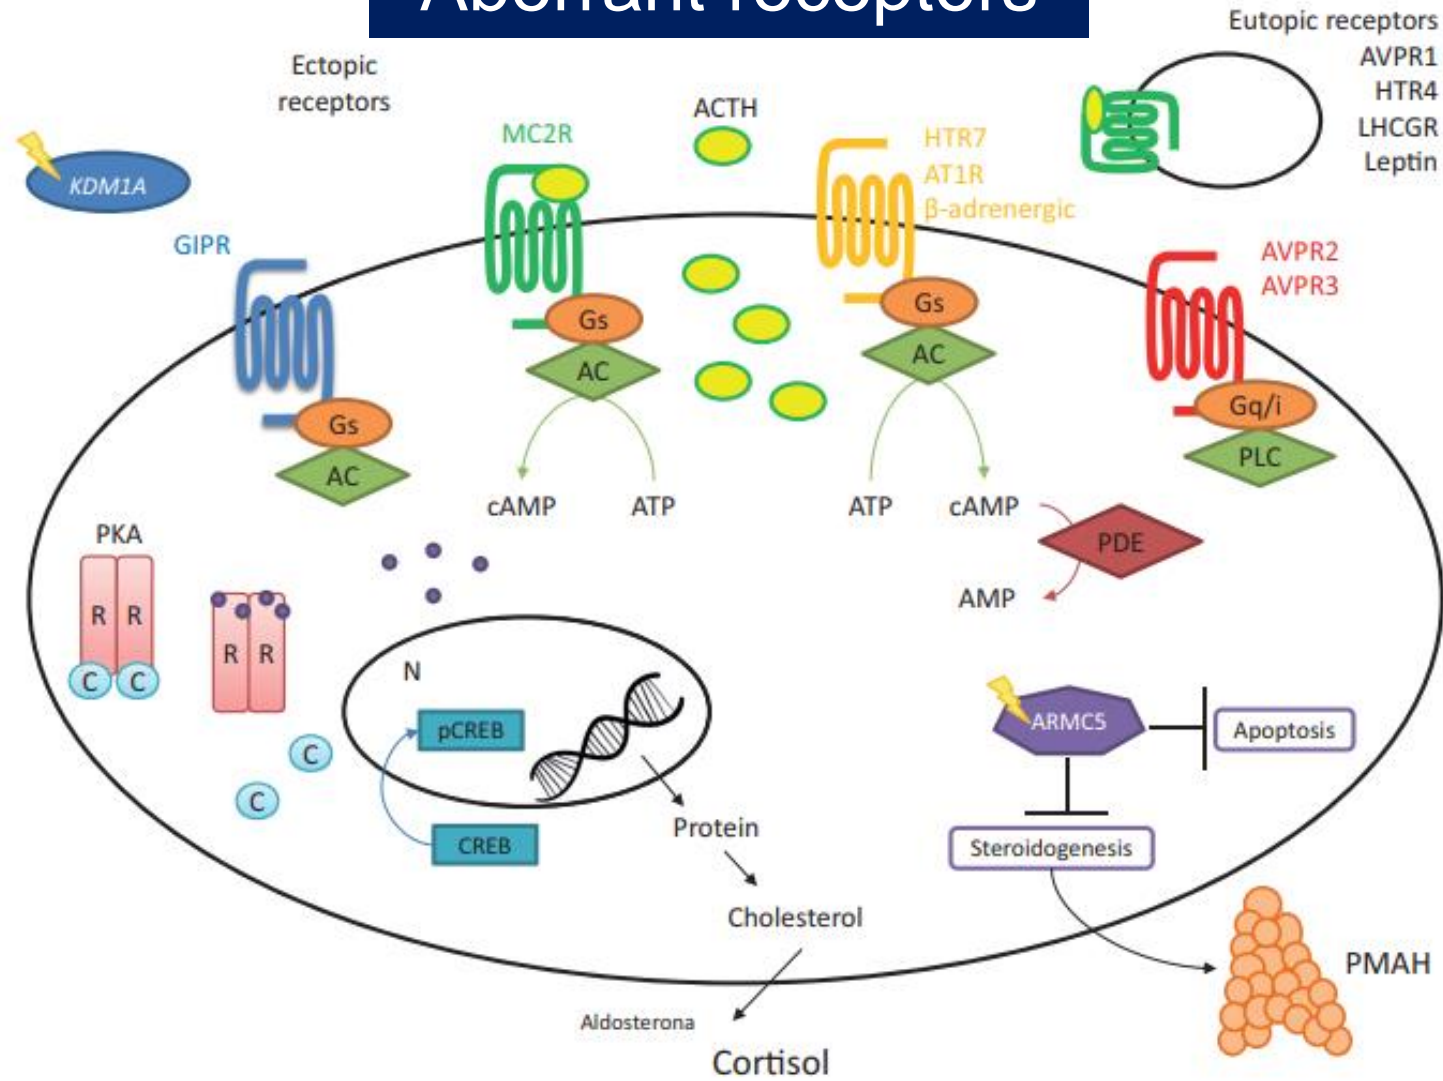 Aberrant receptors
Eutopic receptors
AVPR1
HTR4
LHCGR
Leptin
Ectopic
receptors
ACTH
KDM1A
MC2R
HTR7
AT1R
β-adrenergic
GIPR
AVPR2
AVPR3
Gs
AC
Gs
AC
Gs
AC
Gq/i
PLC
cAMP
ATP
ATP
cAMP
PDE
AMP
PKA
R R
C C
R R
C
C
N
pCREB
CREB
Protein
Cholesterol
Aldosterona
Cortisol
ARMC5
Apoptosis
Steroidogenesis
PMAH